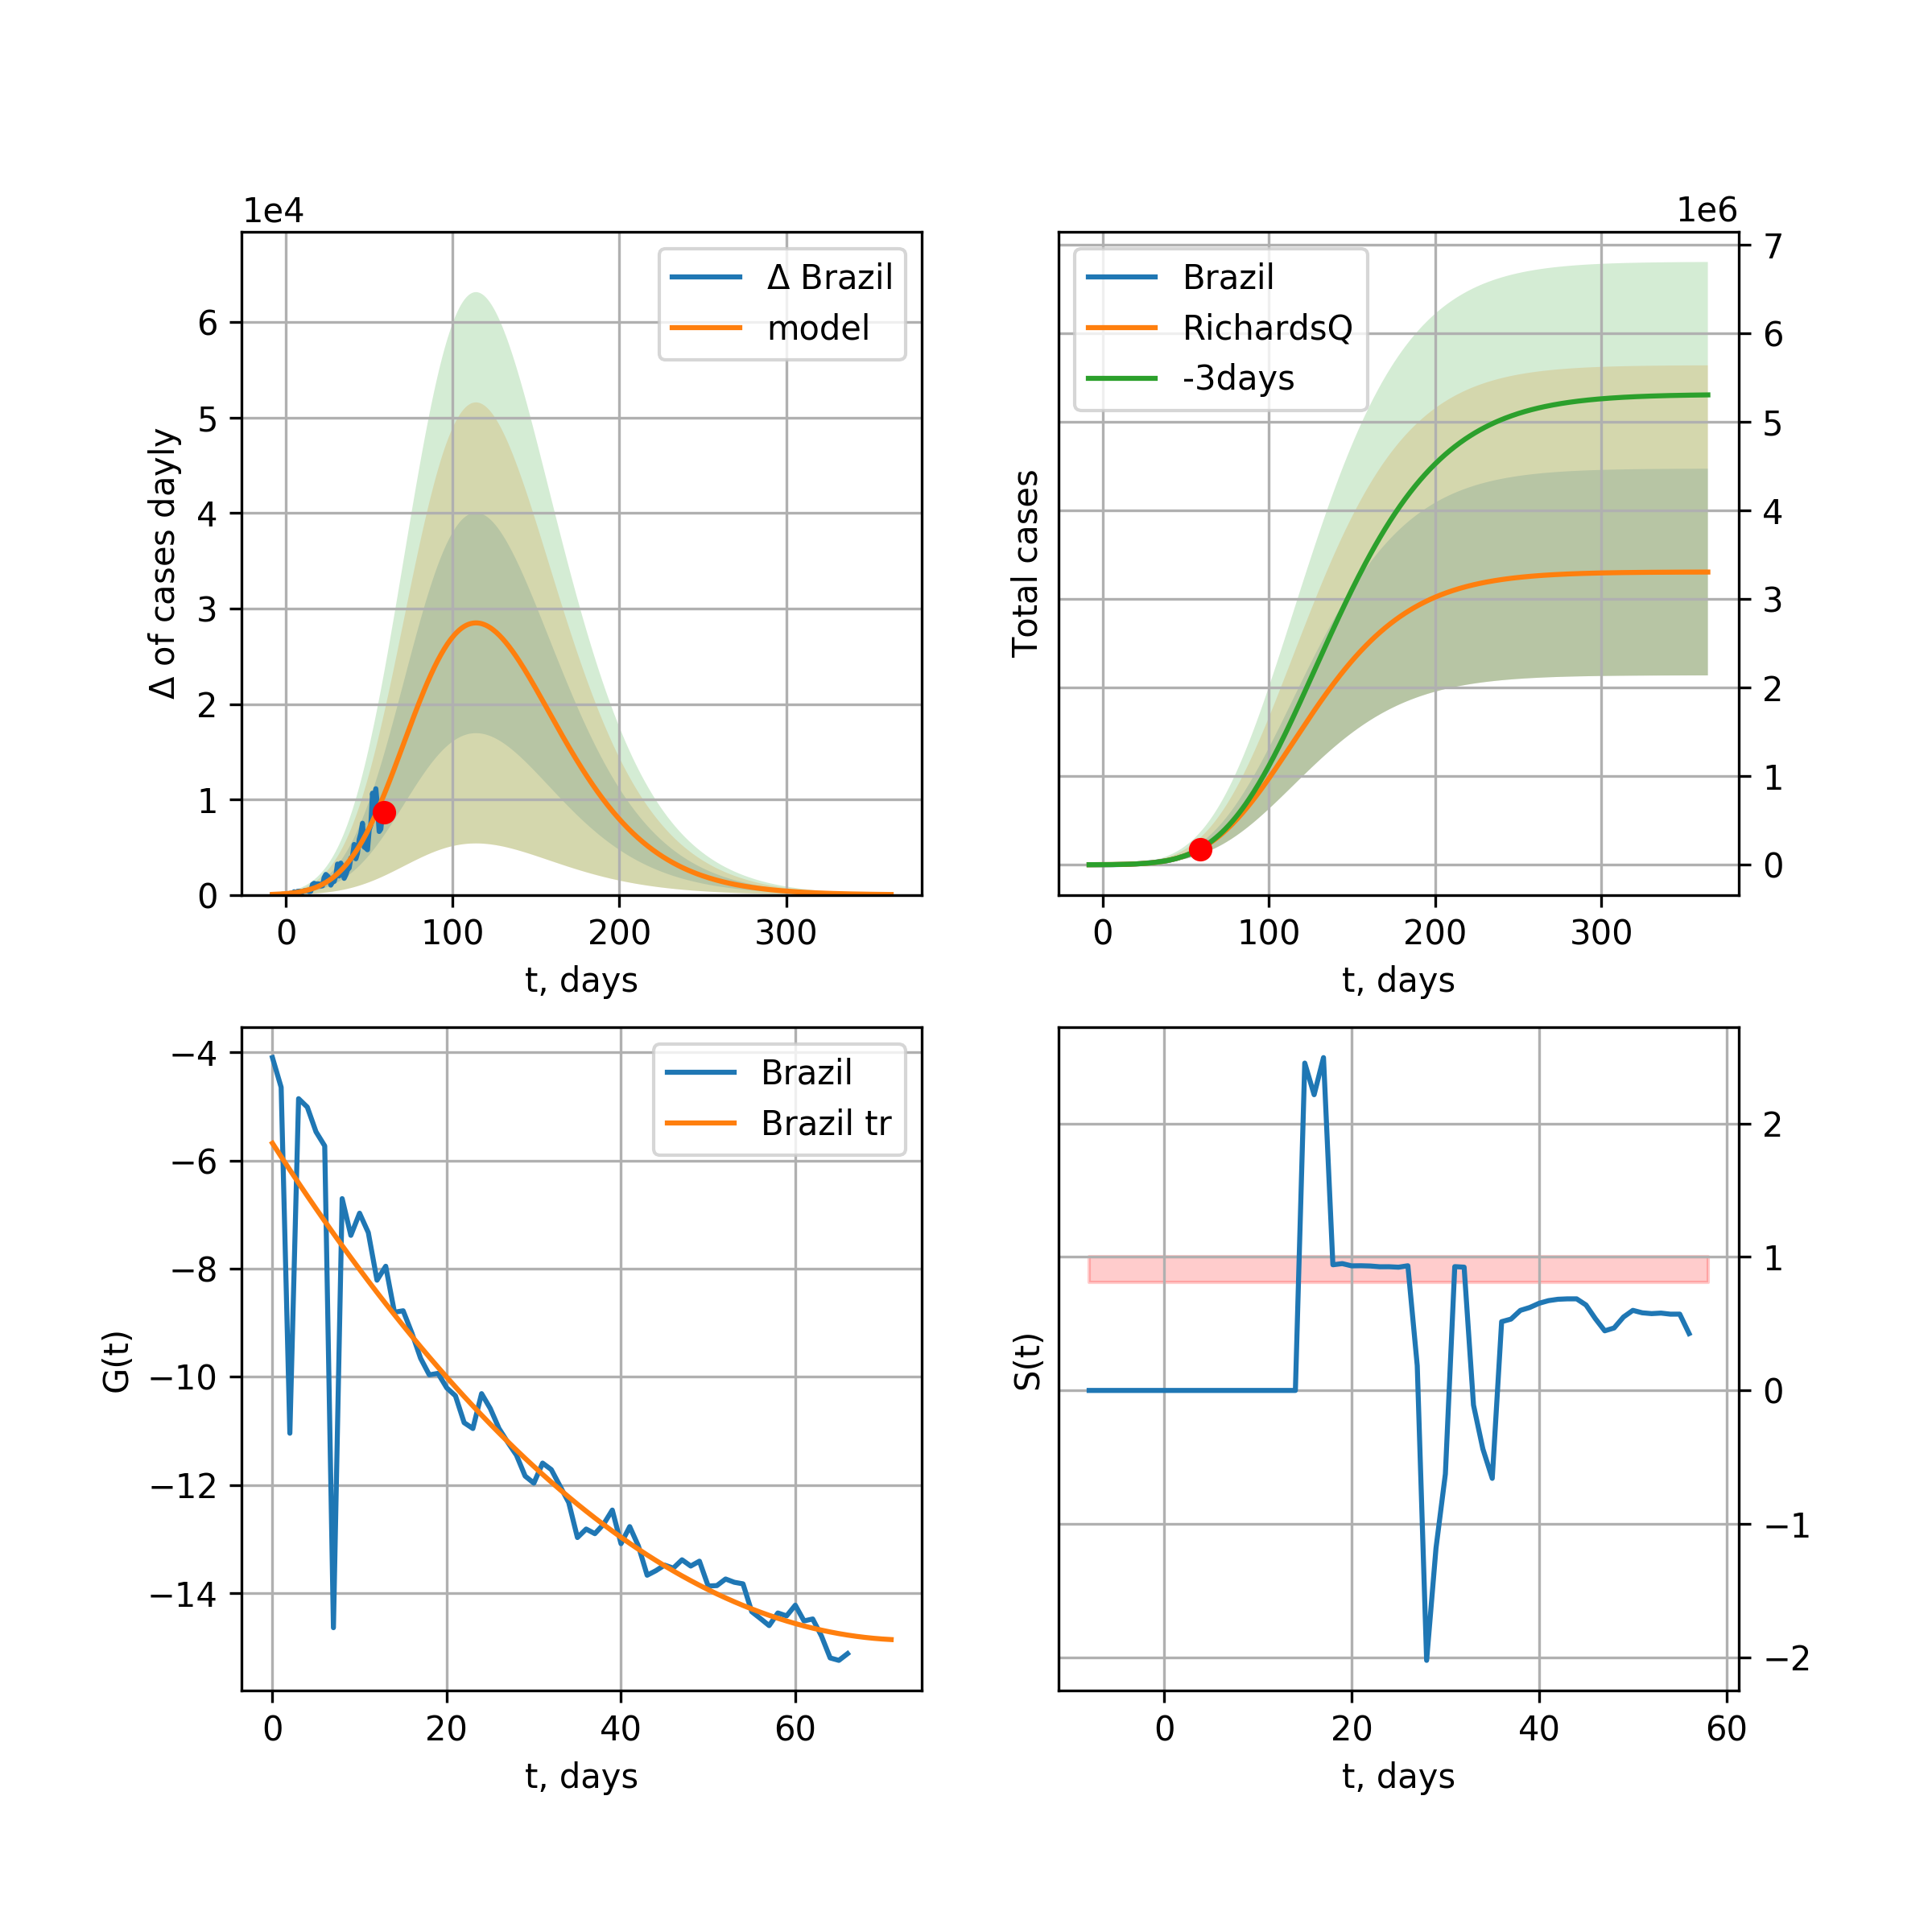 1e4
Δ of cases dayly
6
5
4
3
2
1
0
Δ Brazil
model
0 100 200 300
t, days
1e6
Total cases
Brazil
RichardsQ
-3days
7
6
5
4
3
2
1
0
0 100 200 300
t, days
G(t)
−4
−6
−8
−10
−12
−14
Brazil
Brazil tr
0 20 40 60
t, days
S(t)
2
1
0
−1
−2
0 20 40 60
t, days